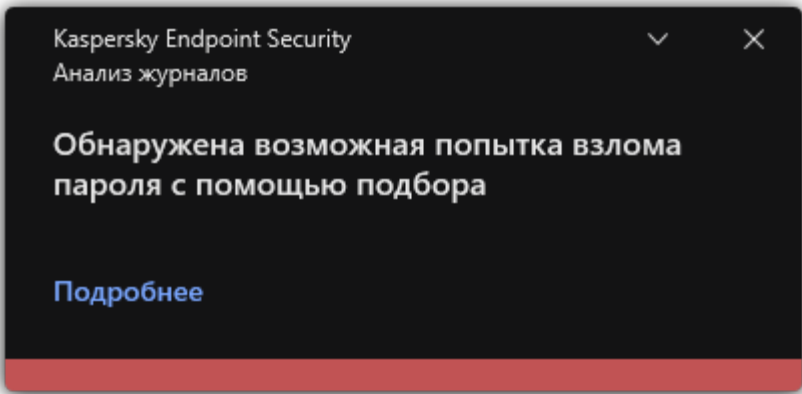 Kaspersky Endpoint Security
Анализ журналов
Обнаружена возможная попытка взлома
пароля с помощью подбора
Подробнее